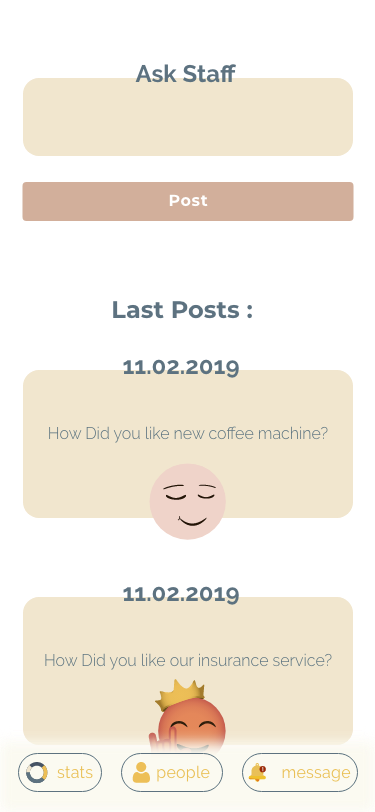 Ask Staff
Post
Last Posts :
11.02.2019
How Did you like new coffee machine?
11.02.2019
How Did you like our insurance service?
stats
people
message